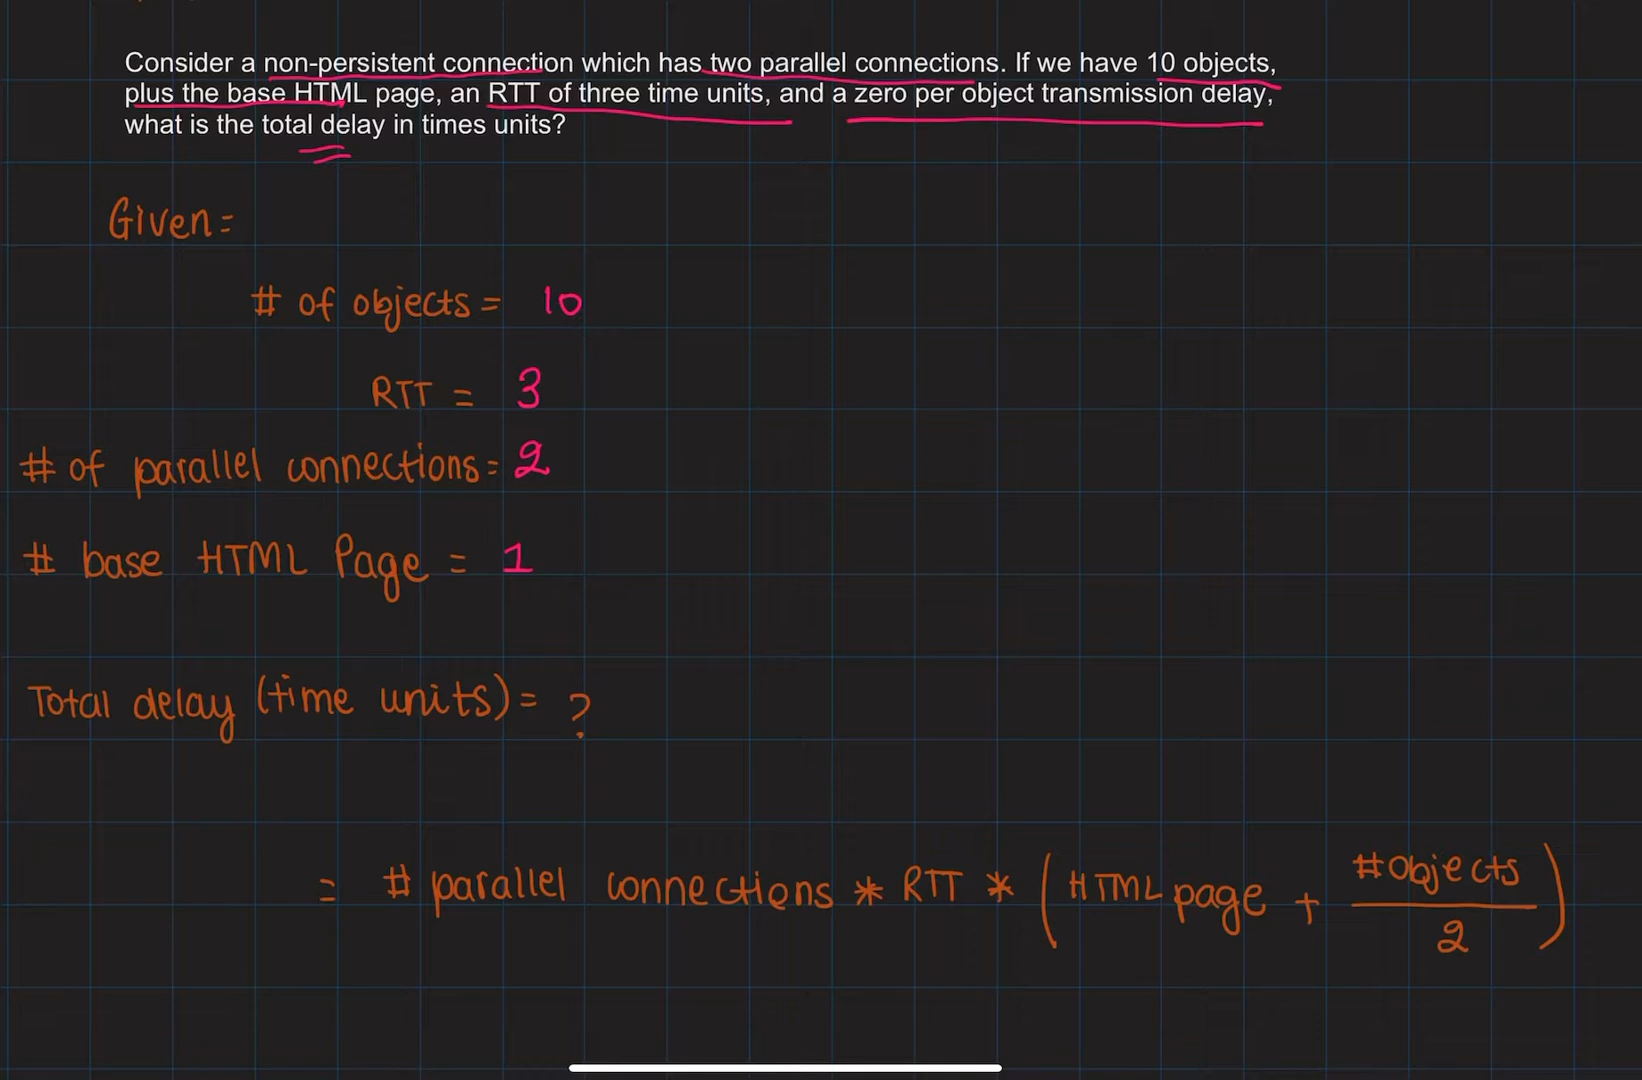 Consider a non-persistent connection which has two parallel connections. If we have 10 objects,
plus the base HTML page, an RTT of three time units, and a zero per object transmission delay,
what is the total delay in times units?
Given=
# of objects = 10
RTT = 3
# of parallel connections= 2
# base HTML Page = 1
Total delay (time units)= ?
= # parallel connections * RTT * (HTML page + #objects / 2)